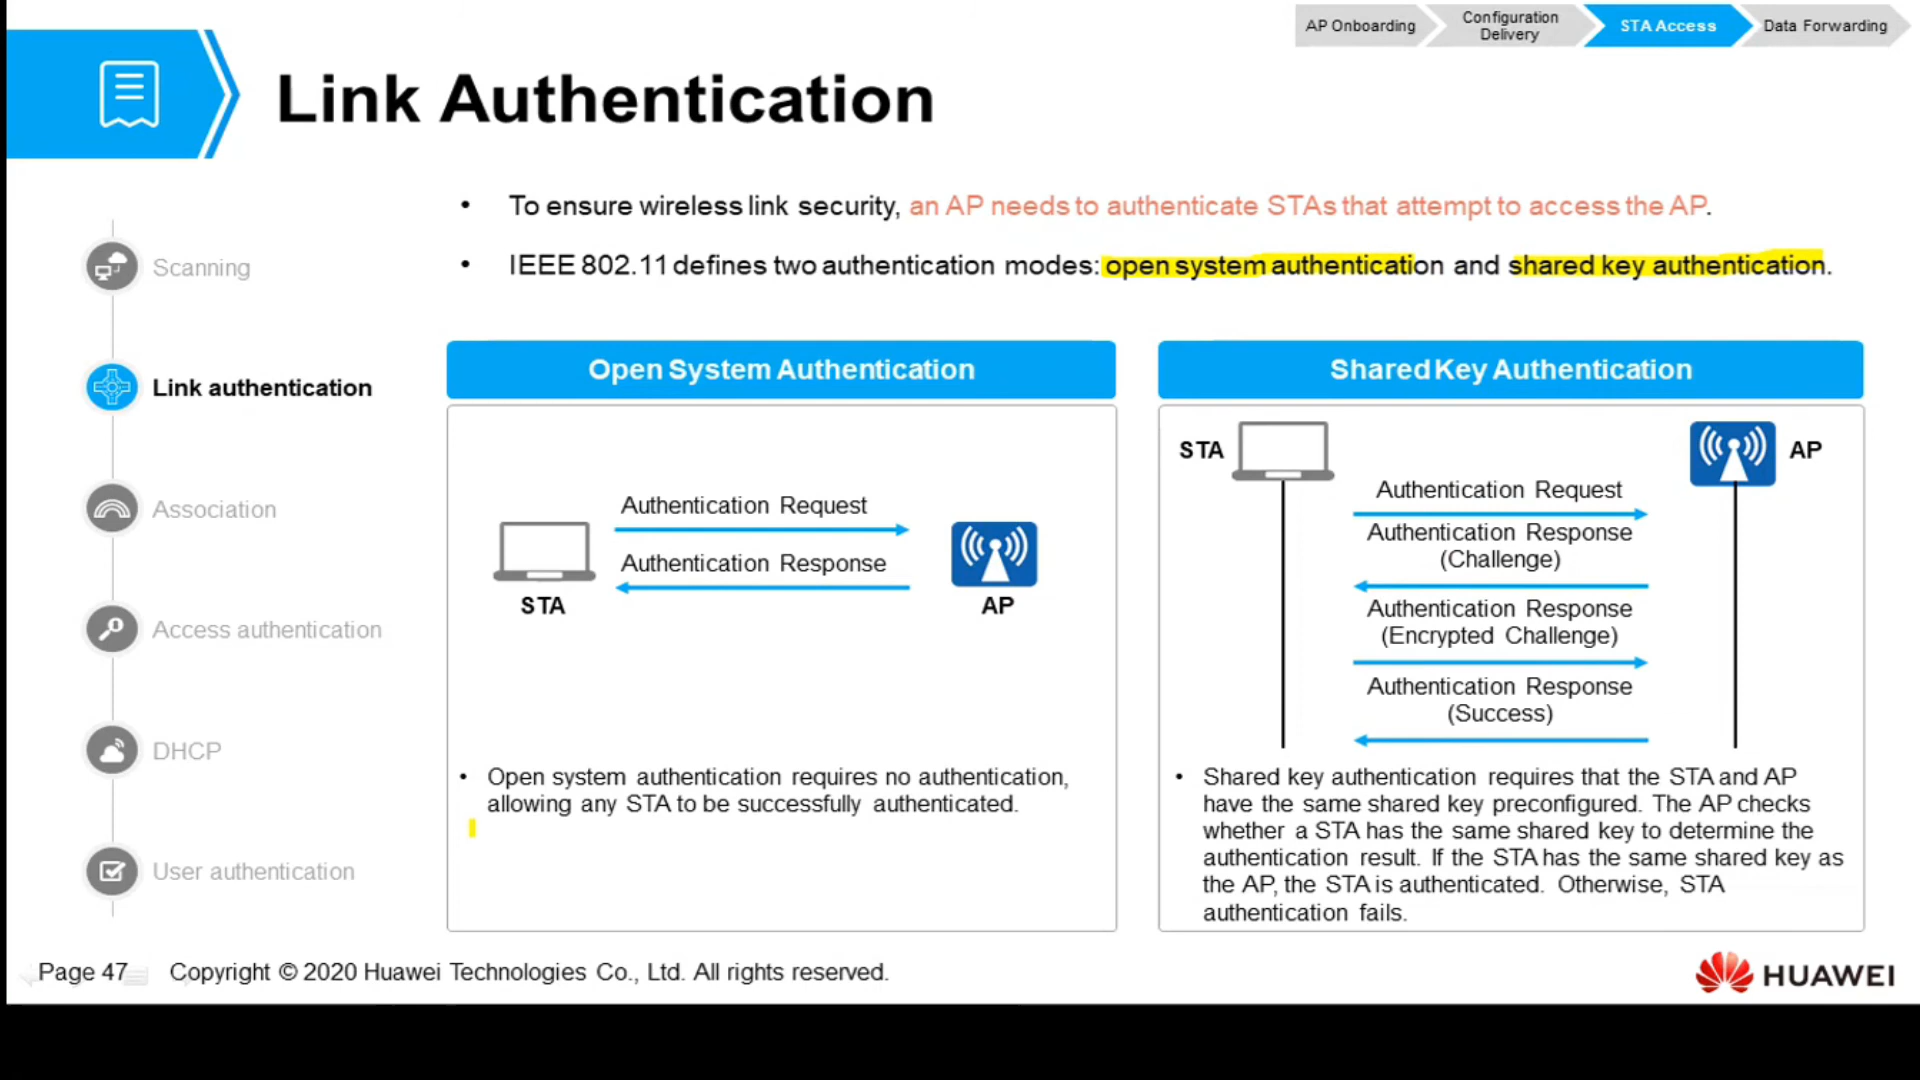 AP Onboarding
Configuration
Delivery
STA Access
Data Forwarding
Link Authentication
• To ensure wireless link security, an AP needs to authenticate STAs that attempt to access the AP.
• IEEE 802.11 defines two authentication modes: open system authentication and shared key authentication.
Scanning
Link authentication
Association
Access authentication
DHCP
User authentication
Open System Authentication
Authentication Request
Authentication Response
STA
AP
• Open system authentication requires no authentication,
allowing any STA to be successfully authenticated.
Shared Key Authentication
STA
AP
Authentication Request
Authentication Response
(Challenge)
Authentication Response
(Encrypted Challenge)
Authentication Response
(Success)
• Shared key authentication requires that the STA and AP
have the same shared key preconfigured. The AP checks
whether a STA has the same shared key to determine the
authentication result. If the STA has the same shared key as
the AP, the STA is authenticated. Otherwise, STA
authentication fails.
Page 47 Copyright © 2020 Huawei Technologies Co., Ltd. All rights reserved.
HUAWEI